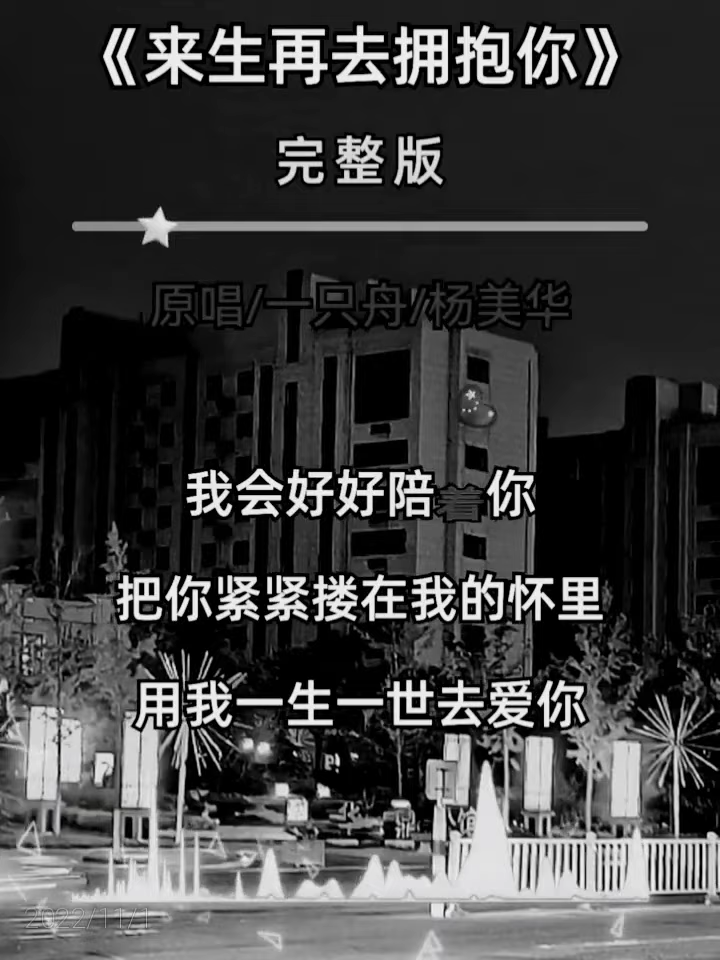 《来生再去拥抱你》
完整版
原唱/一只舟/杨美华
我会好好陪着你
把你紧紧搂在我的怀里
用我一生一世去爱你
2022/11/1